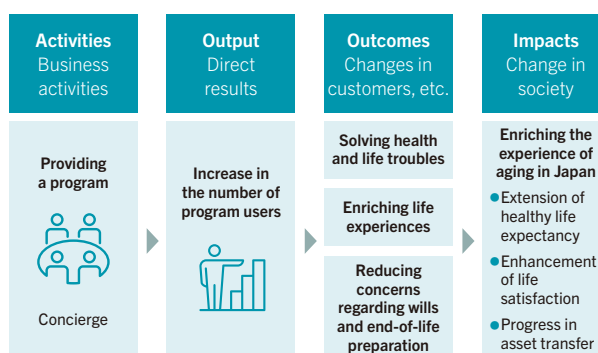 Activities
Business
activities
Output
Direct
results
Outcomes
Changes in
customers, etc.
Impacts
Change in
society
Providing
a program
Concierge
Increase in
the number of
program users
Solving health
and life troubles
Enriching life
experiences
Reducing
concerns
regarding wills
and end-of-life
preparation
Enriching the
experience of
aging in Japan
●Extension of
healthy life
expectancy
●Enhancement
of life
satisfaction
●Progress in
asset transfer